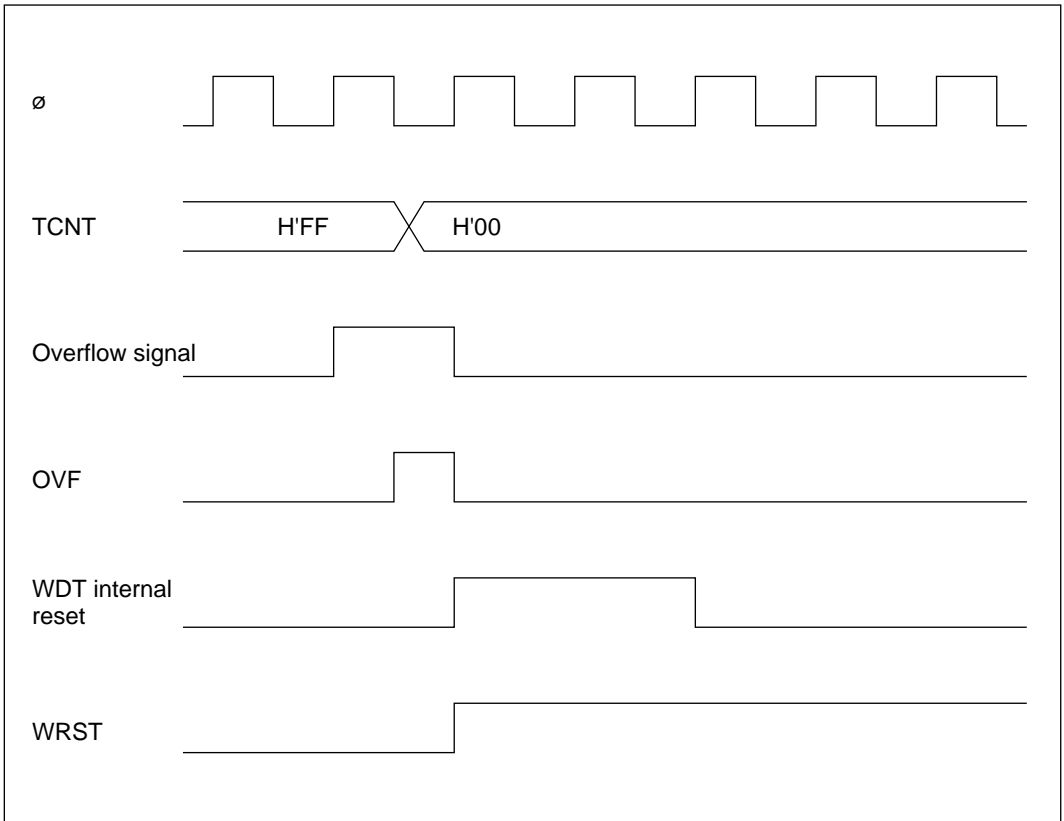 ø
TCNT H'FF H'00
Overflow signal
OVF
WDT internal
reset
WRST